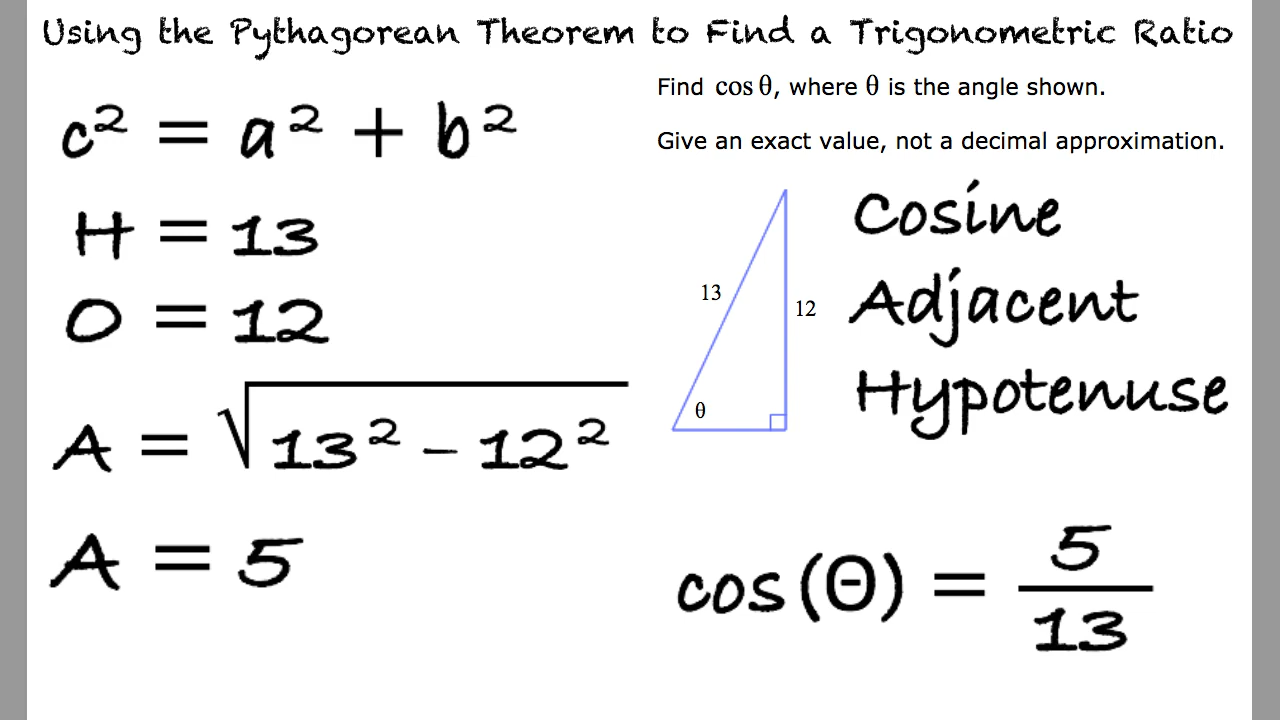 Using the Pythagorean Theorem to Find a Trigonometric Ratio
c² = a² + b²
H = 13
O = 12
A = √13² - 12²
A = 5
Find cos θ, where θ is the angle shown.
Give an exact value, not a decimal approximation.
13
12
θ
Cosine
Adjacent
Hypotenuse
cos(Θ) = 5/13